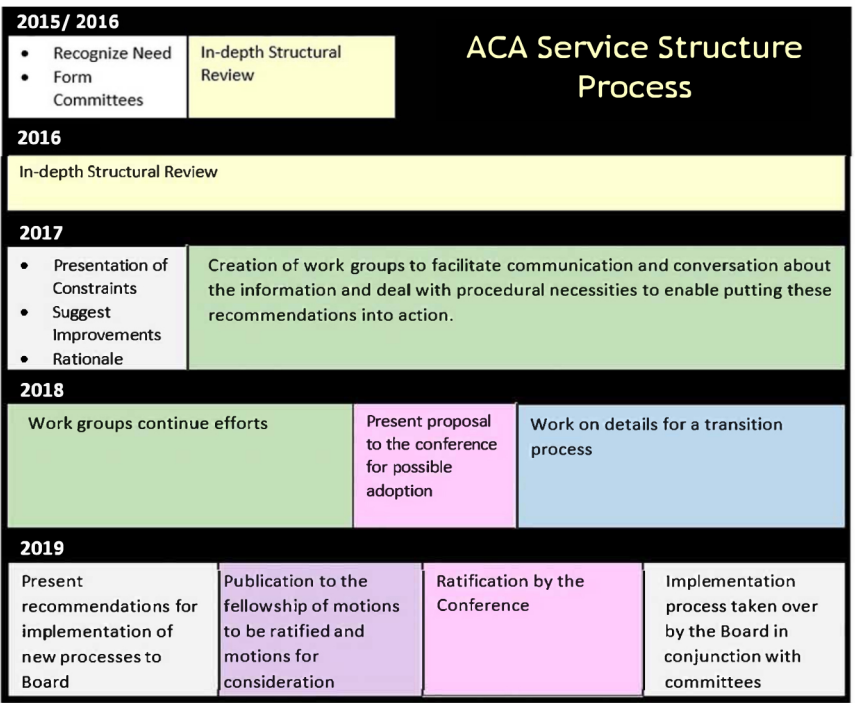 2015/ 2016
ACA Service Structure
Process
• Recognize Need
• Form
Committees
In-depth Structural
Review
2016
In-depth Structural Review
2017
• Presentation of
Constraints
• Suggest
Improvements
• Rationale
Creation of work groups to facilitate communication and conversation about
the information and deal with procedural necessities to enable putting these
recommendations into action.
2018
Work groups continue efforts
Present proposal
to the conference
for possible
adoption
Work on details for a transition
process
2019
Present
recommendations for
implementation of
new processes to
Board
Publication to the
fellowship of motions
to be ratified and
motions for
consideration
Ratification by the
Conference
Implementation
process taken over
by the Board in
conjunction with
committees